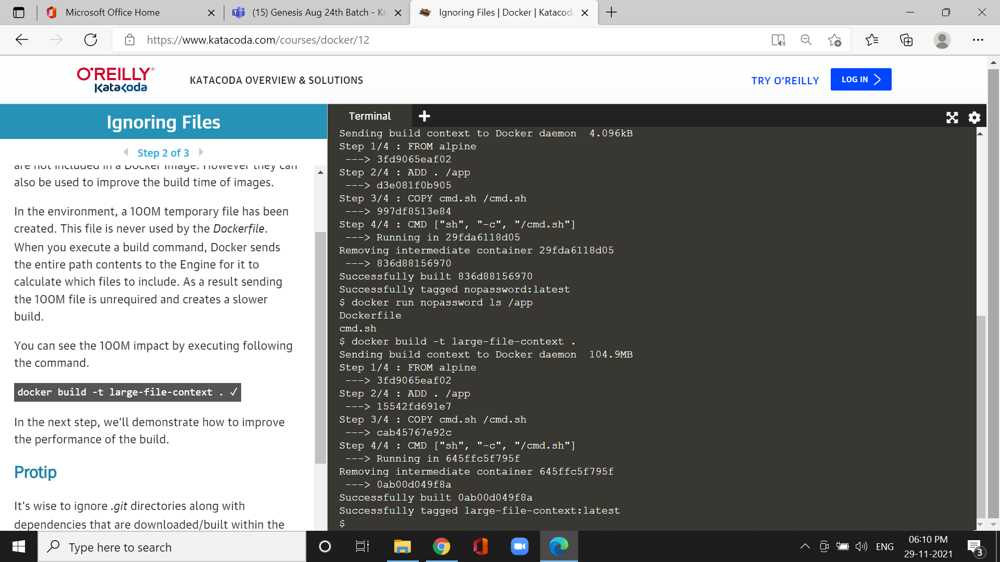 Microsoft Office Home
(15) Genesis Aug 24th Batch - Kn
Ignoring Files | Docker | Katacoda
https://www.katacoda.com/courses/docker/12
O'REILLY®
Katacoda
KATACODA OVERVIEW & SOLUTIONS
TRY O'REILLY
LOG IN
Ignoring Files
Step 2 of 3
are not included in a Docker image. However they can
also be used to improve the build time of images.
In the environment, a 100M temporary file has been
created. This file is never used by the Dockerfile.
When you execute a build command, Docker sends
the entire path contents to the Engine for it to
calculate which files to include. As a result sending
the 100M file is unrequired and creates a slower
build.
You can see the 100M impact by executing following
the command.
docker build -t large-file-context . ✓
In the next step, we'll demonstrate how to improve
the performance of the build.
Protip
It's wise to ignore .git directories along with
dependencies that are downloaded/built within the
Terminal
Sending build context to Docker daemon  4.096kB
Step 1/4 : FROM alpine
 ---> 3fd9065eaf02
Step 2/4 : ADD . /app
 ---> d3e081f0b905
Step 3/4 : COPY cmd.sh /cmd.sh
 ---> 997df8513e84
Step 4/4 : CMD ["sh", "-c", "/cmd.sh"]
 ---> Running in 29fda6118d05
Removing intermediate container 29fda6118d05
 ---> 836d88156970
Successfully built 836d88156970
Successfully tagged nopassword:latest
$ docker run nopassword ls /app
Dockerfile
cmd.sh
$ docker build -t large-file-context .
Sending build context to Docker daemon  104.9MB
Step 1/4 : FROM alpine
 ---> 3fd9065eaf02
Step 2/4 : ADD . /app
 ---> 15542fd691e7
Step 3/4 : COPY cmd.sh /cmd.sh
 ---> cab45767e92c
Step 4/4 : CMD ["sh", "-c", "/cmd.sh"]
 ---> Running in 645ffc5f795f
Removing intermediate container 645ffc5f795f
 ---> 0ab00d049f8a
Successfully built 0ab00d049f8a
Successfully tagged large-file-context:latest
$
Type here to search
ENG
06:10 PM
29-11-2021
3